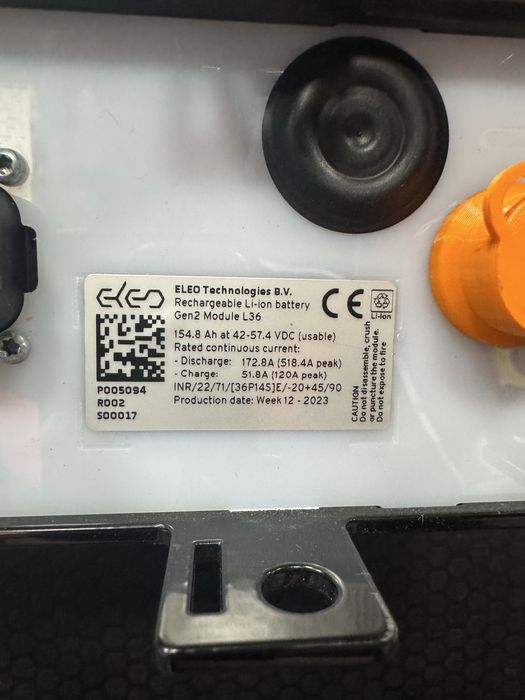 eleo
ELEO Technologies B.V.
Rechargeable Li-ion battery
Gen2 Module L36
CE
Li-ion
154.8 Ah at 42-57.4 VDC (usable)
Rated continuous current:
- Discharge: 172.8A (518.4A peak)
- Charge: 51.8A (120A peak)
INR/22/71/[36P14S]E/-20+45/90
Production date: Week 12 - 2023
P005094
R002
S00017
CAUTION
Do not disassemble, crush
or puncture the module.
Do not expose to fire